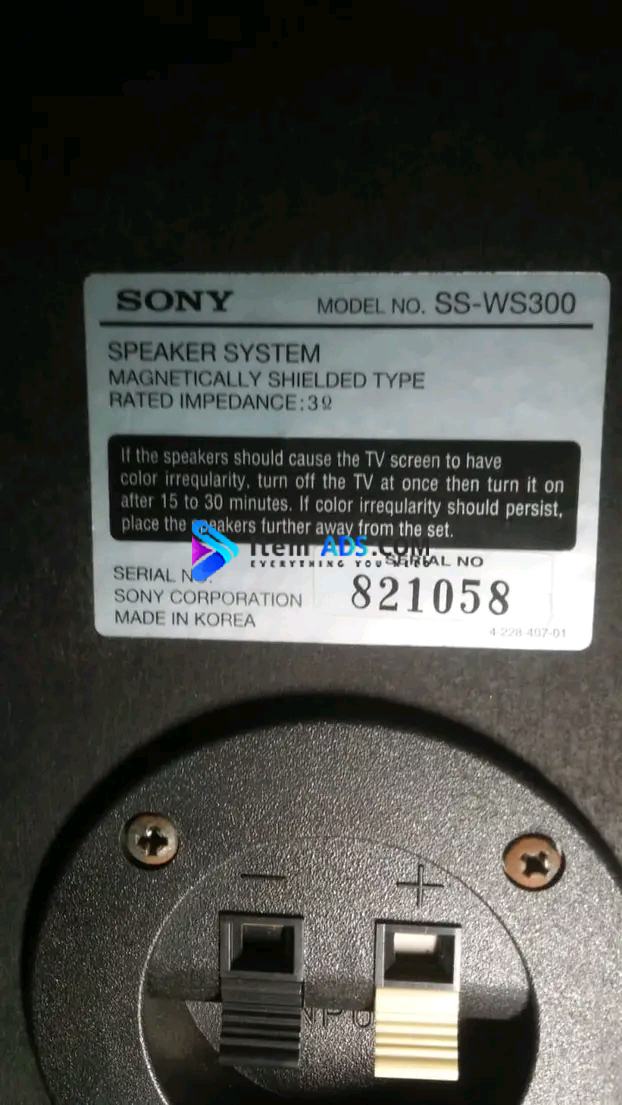 SONY MODEL NO. SS-WS300
SPEAKER SYSTEM
MAGNETICALLY SHIELDED TYPE
RATED IMPEDANCE:3Ω
If the speakers should cause the TV screen to have
color irregularity, turn off the TV at once then turn it on
after 15 to 30 minutes. If color irregularity should persist,
place the speakers further away from the set.
Item ADS.COM
EVERYTHING YOU
SERIAL NO
SERIAL NO.
821058
SONY CORPORATION
MADE IN KOREA
4-228-407-01
− +